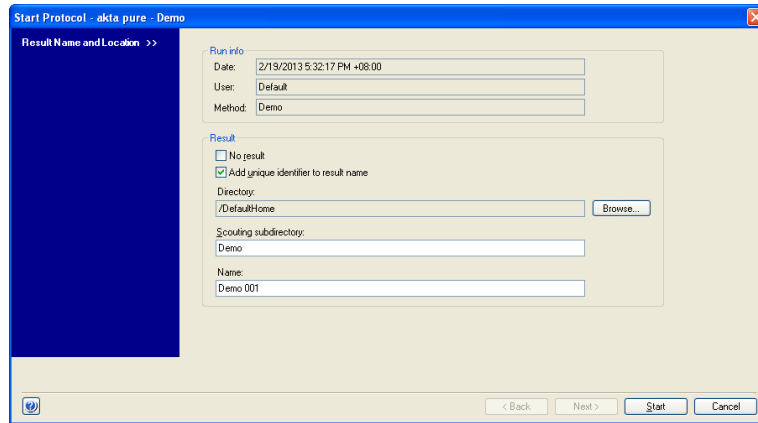 Start Protocol - akta pure - Demo
Result Name and Location >>
Run info
Date: 2/19/2013 5:32:17 PM +08:00
User: Default
Method: Demo
Result
No result
Add unique identifier to result name
Directory:
/DefaultHome Browse...
Scouting subdirectory:
Demo
Name:
Demo 001
< Back Next > Start Cancel